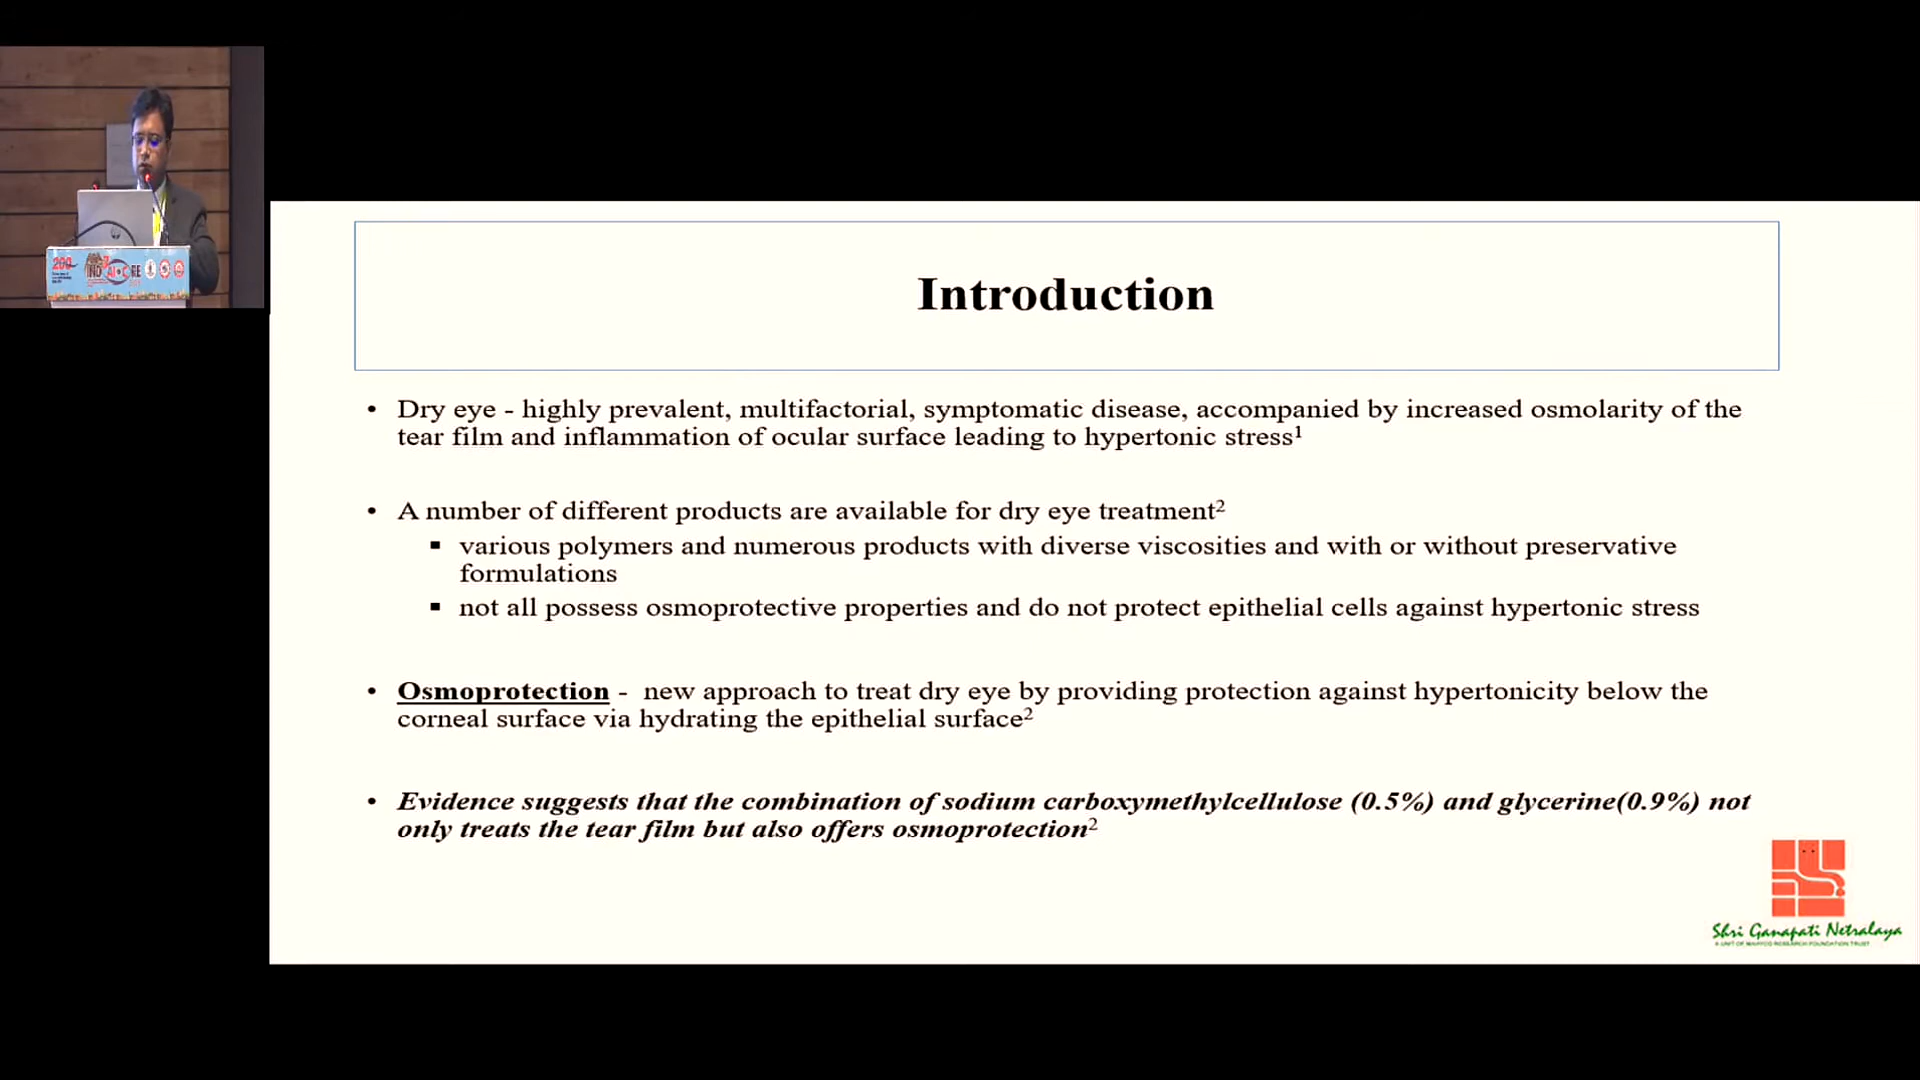 200
IND
RE
Introduction
• Dry eye - highly prevalent, multifactorial, symptomatic disease, accompanied by increased osmolarity of the
tear film and inflammation of ocular surface leading to hypertonic stress¹
• A number of different products are available for dry eye treatment²
▪ various polymers and numerous products with diverse viscosities and with or without preservative
formulations
▪ not all possess osmoprotective properties and do not protect epithelial cells against hypertonic stress
• Osmoprotection - new approach to treat dry eye by providing protection against hypertonicity below the
corneal surface via hydrating the epithelial surface²
• Evidence suggests that the combination of sodium carboxymethylcellulose (0.5%) and glycerine(0.9%) not
only treats the tear film but also offers osmoprotection²
Shri Ganapati Netralaya